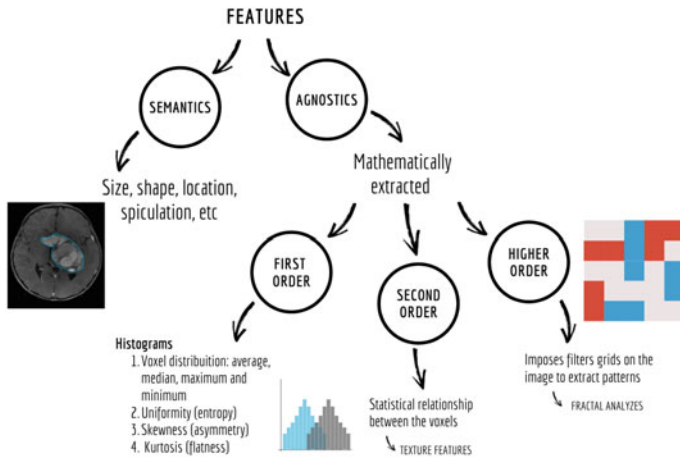 FEATURES
SEMANTICS
AGNOSTICS
Size, shape, location,
spiculation, etc
Mathematically
extracted
FIRST
ORDER
SECOND
ORDER
HIGHER
ORDER
Histograms
1. Voxel distribuition: average,
median, maximum and
minimum
2. Uniformity (entropy)
3. Skewness (asymmetry)
4. Kurtosis (flatness)
Statistical relationship
between the voxels
TEXTURE FEATURES
Imposes filters grids on the
image to extract patterns
FRACTAL ANALYZES